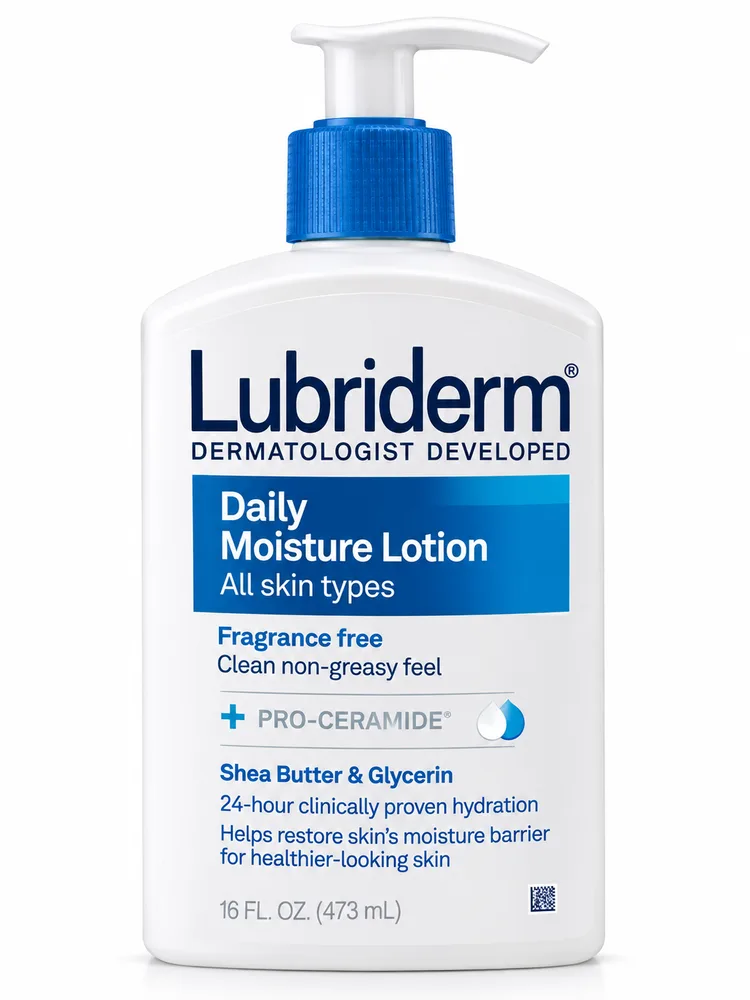 Lubriderm®
DERMATOLOGIST DEVELOPED
Daily
Moisture Lotion
All skin types
Fragrance free
Clean non-greasy feel
+ PRO-CERAMIDE®
Shea Butter & Glycerin
24-hour clinically proven hydration
Helps restore skin's moisture barrier
for healthier-looking skin
16 FL. OZ. (473 mL)